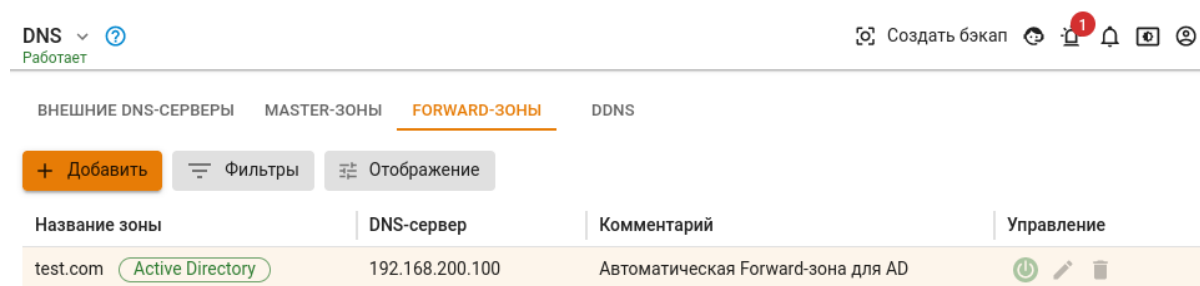 DNS
Работает
Создать бэкап
1
ВНЕШНИЕ DNS-СЕРВЕРЫ MASTER-ЗОНЫ FORWARD-ЗОНЫ DDNS
+ Добавить Фильтры Отображение
Название зоны DNS-сервер Комментарий Управление
test.com Active Directory 192.168.200.100 Автоматическая Forward-зона для AD